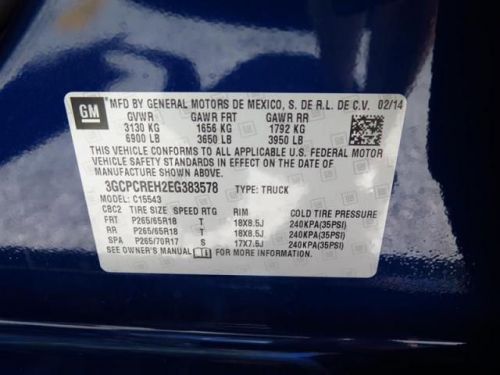 GM
MFD BY GENERAL MOTORS DE MEXICO, S. DE R.L. DE C.V. 02/14
GVWR GAWR FRT GAWR RR
3130 KG 1656 KG 1792 KG
6900 LB 3650 LB 3950 LB
THIS VEHICLE CONFORMS TO ALL APPLICABLE U.S. FEDERAL MOTOR
VEHICLE SAFETY STANDARDS IN EFFECT ON THE DATE OF
MANUFACTURE SHOWN ABOVE.
3GCPCREH2EG383578 TYPE: TRUCK
MODEL: C15543
CBC2 TIRE SIZE SPEED RTG RIM COLD TIRE PRESSURE
FRT P265/65R18 T 18X8.5J 240KPA(35PSI)
RR P265/65R18 T 18X8.5J 240KPA(35PSI)
SPA P265/70R17 S 17X7.5J 240KPA(35PSI)
SEE OWNER'S MANUAL FOR MORE INFORMATION.